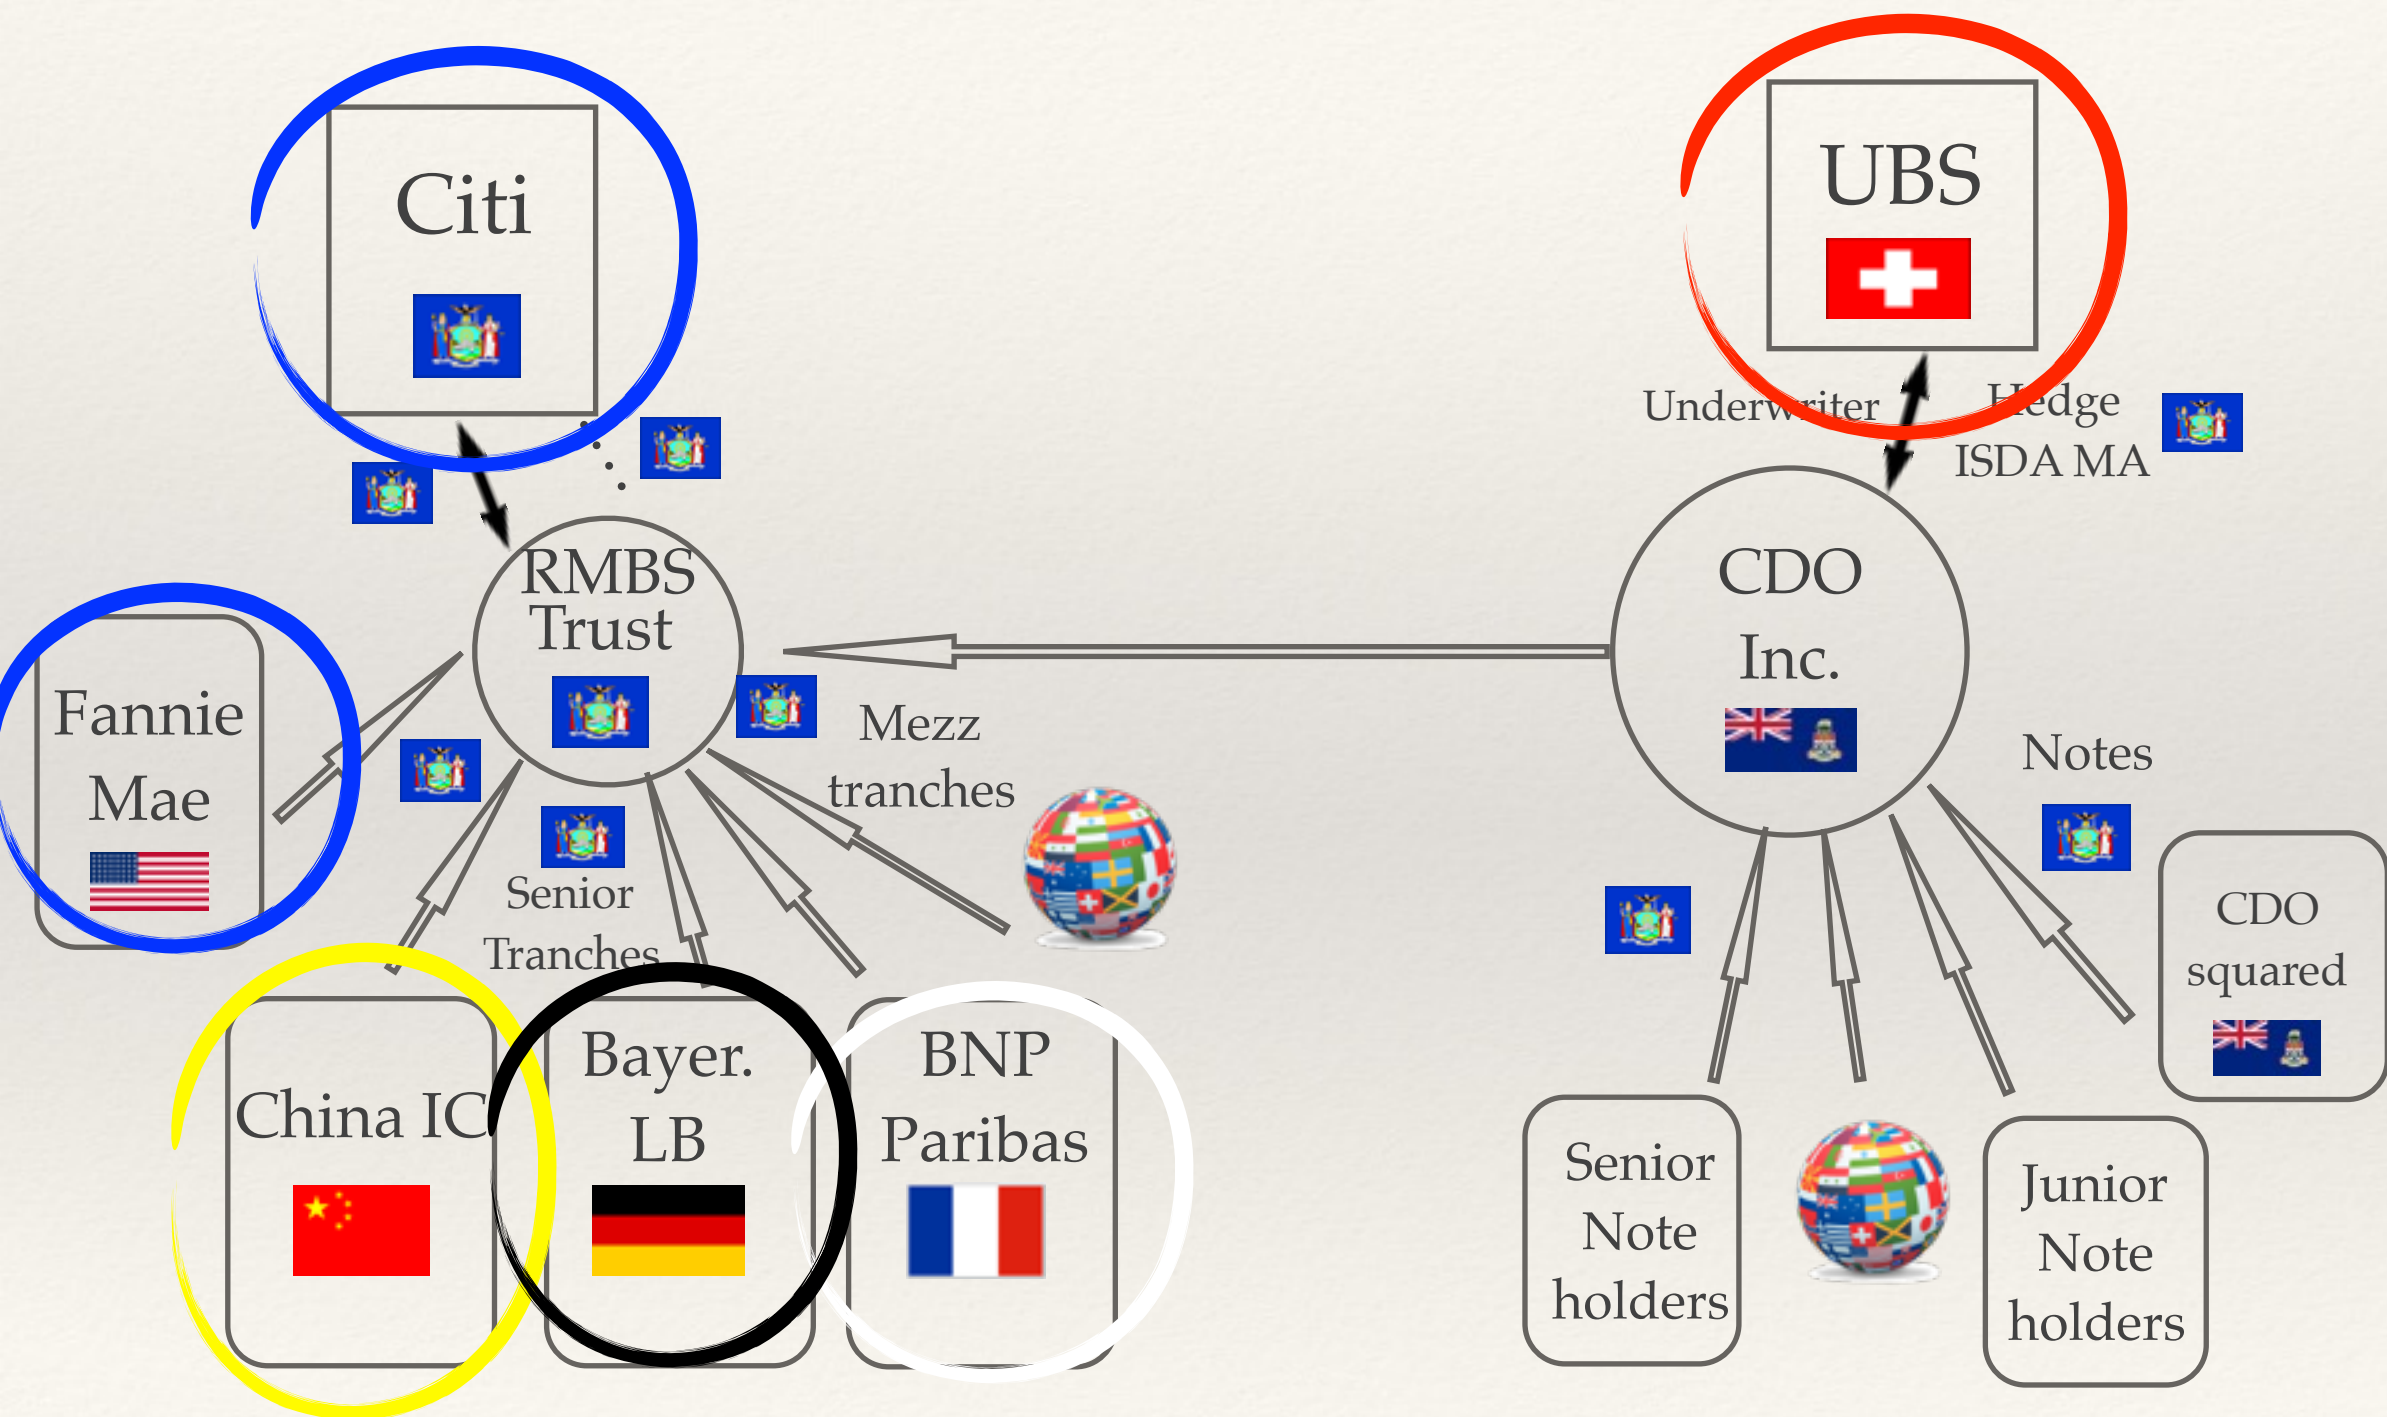 Citi
UBS
Underwriter
Hedge
ISDA MA
RMBS
Trust
CDO
Inc.
Fannie
Mae
Mezz
tranches
Notes
Senior
Tranches
CDO
squared
China IC
Bayer.
LB
BNP
Paribas
Senior
Note
holders
Junior
Note
holders